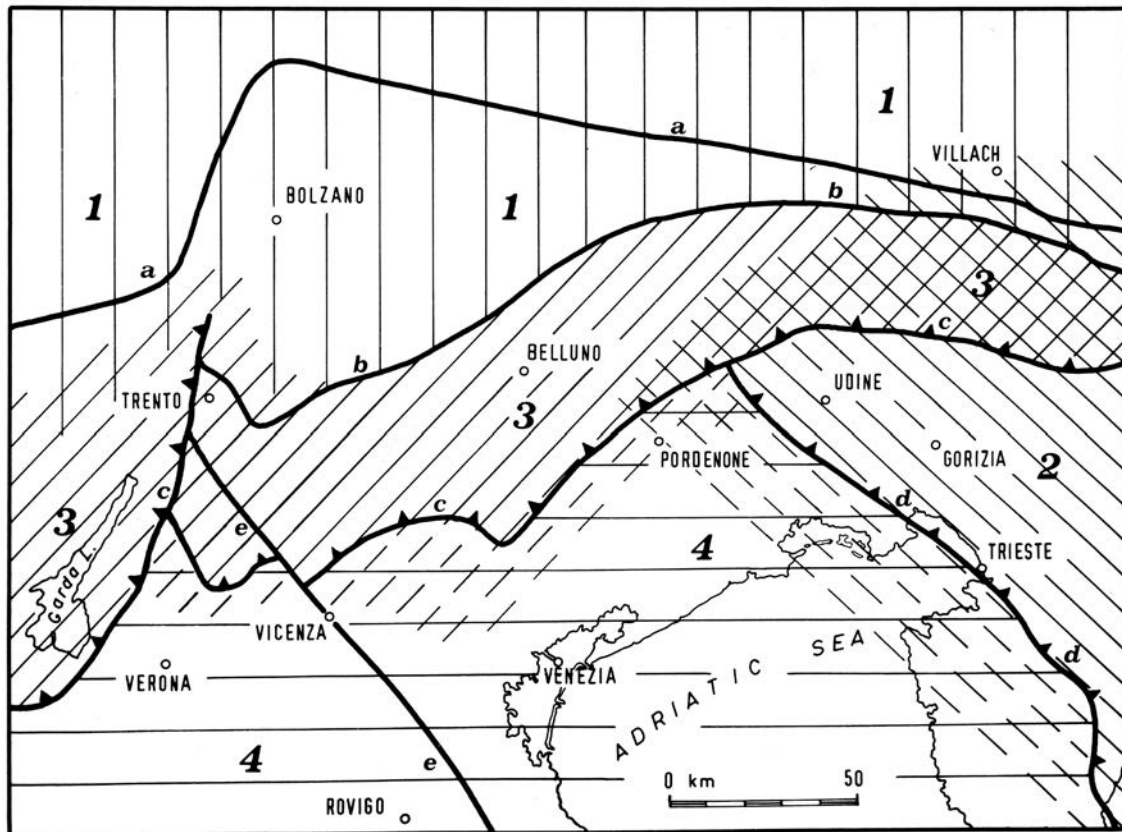 1
a
VILLACH
BOLZANO
1
1
b
a
3
c
BELLUNO
b
TRENTO
UDINE
3
PORDENONE
GORIZIA
2
c
c
d
3
e
4
TRIESTE
Garda
VICENZA
SEA
d
VERONA
VENEZIA
ADRIATIC
4
e
0 km 50
ROVIGO